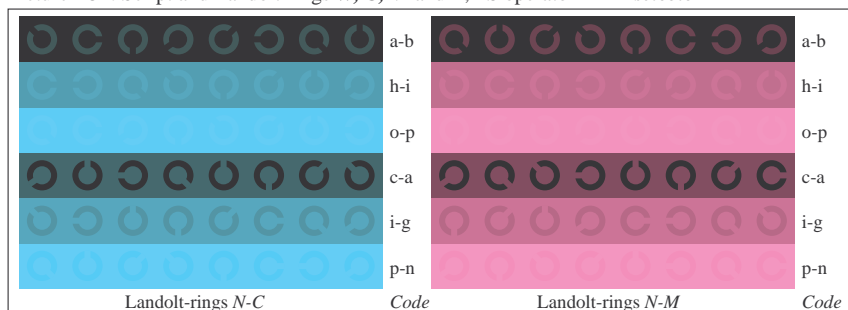 a-b a-b
h-i h-i
o-p o-p
c-a c-a
i-g i-g
p-n p-n
Landolt-rings N-C Code Landolt-rings N-M Code